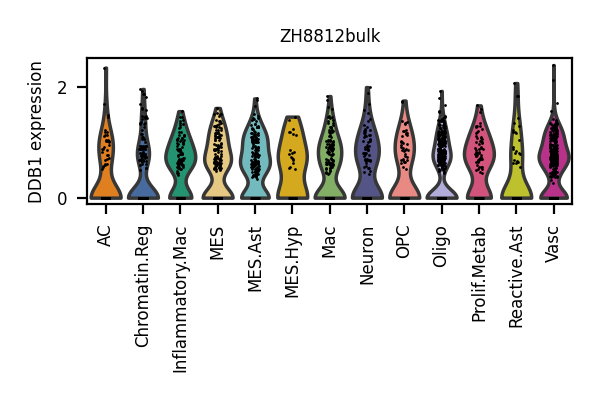 ZH8812bulk
DDB1 expression
2
0
AC
Chromatin.Reg
Inflammatory.Mac
MES
MES.Ast
MES.Hyp
Mac
Neuron
OPC
Oligo
Prolif.Metab
Reactive.Ast
Vasc